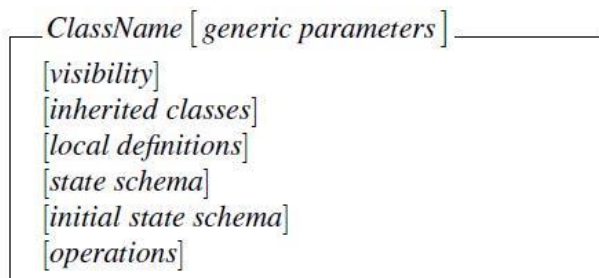 ClassName [ generic parameters ]
[visibility]
[inherited classes]
[local definitions]
[state schema]
[initial state schema]
[operations]